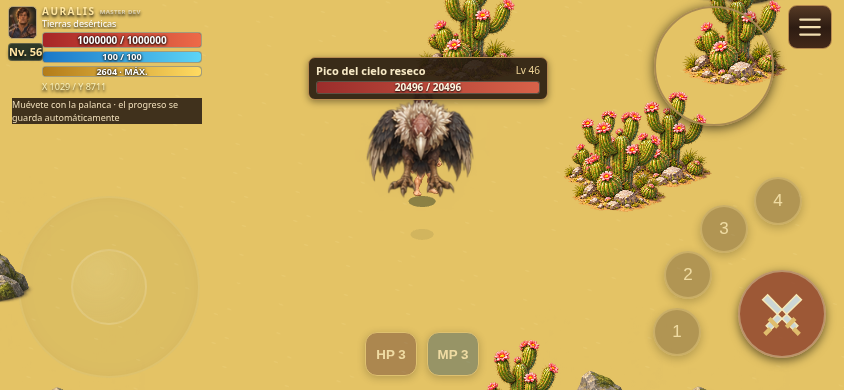 AURALIS MASTER DEV
Tierras desérticas
Nv. 56
1000000 / 1000000
100 / 100
2604 · MAX.
X 1029 / Y 8711
Muévete con la palanca · el progreso se
guarda automáticamente
Pico del cielo reseco Lv 46
20496 / 20496
4
3
2
1
HP 3 MP 3